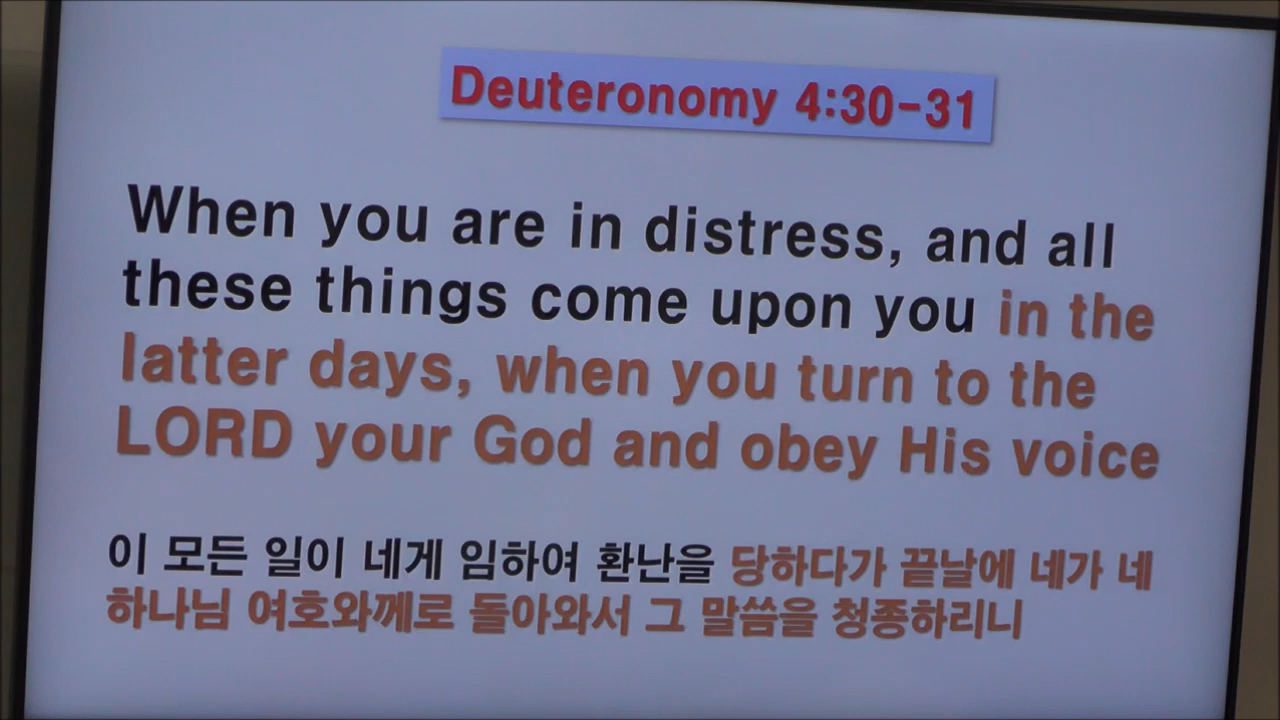 Deuteronomy 4:30-31
When you are in distress, and all
these things come upon you in the
latter days, when you turn to the
LORD your God and obey His voice
이 모든 일이 네게 임하여 환난을 당하다가 끝날에 네가 네
하나님 여호와께로 돌아와서 그 말씀을 청종하리니